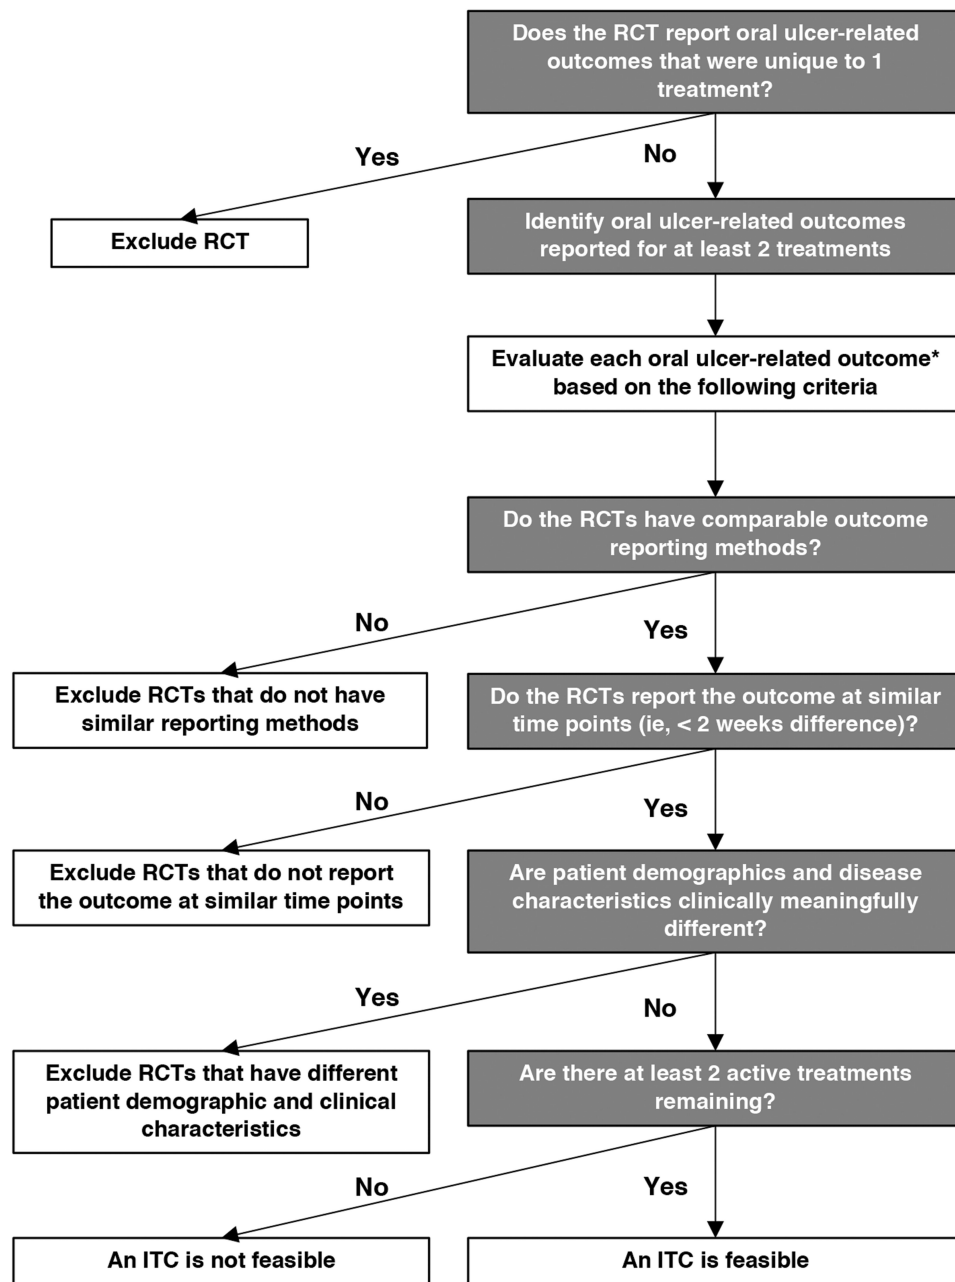 Does the RCT report oral ulcer-related
outcomes that were unique to 1
treatment?
Yes
No
Exclude RCT
Identify oral ulcer-related outcomes
reported for at least 2 treatments
Evaluate each oral ulcer-related outcome*
based on the following criteria
Do the RCTs have comparable outcome
reporting methods?
No
Yes
Exclude RCTs that do not have
similar reporting methods
Do the RCTs report the outcome at similar
time points (ie, < 2 weeks difference)?
No
Yes
Exclude RCTs that do not report
the outcome at similar time points
Are patient demographics and disease
characteristics clinically meaningfully
different?
Yes
No
Exclude RCTs that have different
patient demographic and clinical
characteristics
Are there at least 2 active treatments
remaining?
No
Yes
An ITC is not feasible
An ITC is feasible